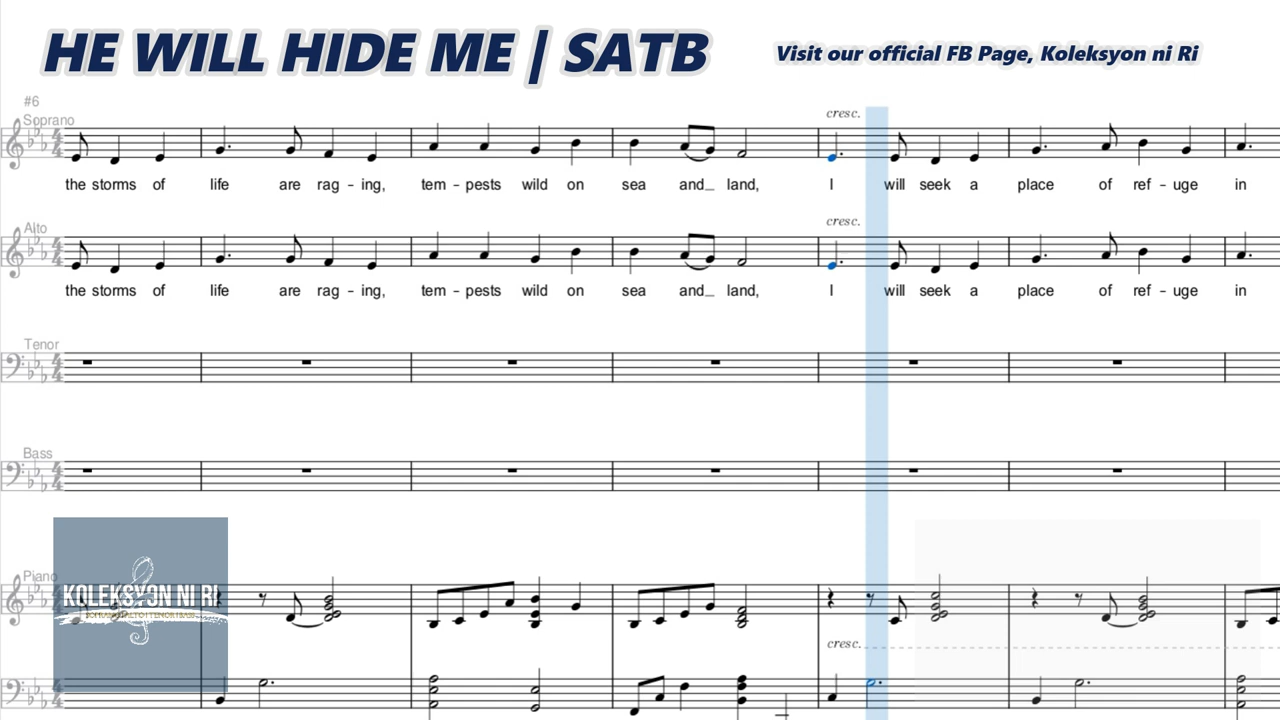 HE WILL HIDE ME | SATB
Visit our official FB Page, Koleksyon ni Ri
#6
Soprano
cresc.
the storms of life are rag - ing, tem - pests wild on sea and_ land, I will seek a place of ref - uge in
Alto
cresc.
the storms of life are rag - ing, tem - pests wild on sea and_ land, I will seek a place of ref - uge in
Tenor
Bass
Piano
KOLEKSYON NI RI
cresc.